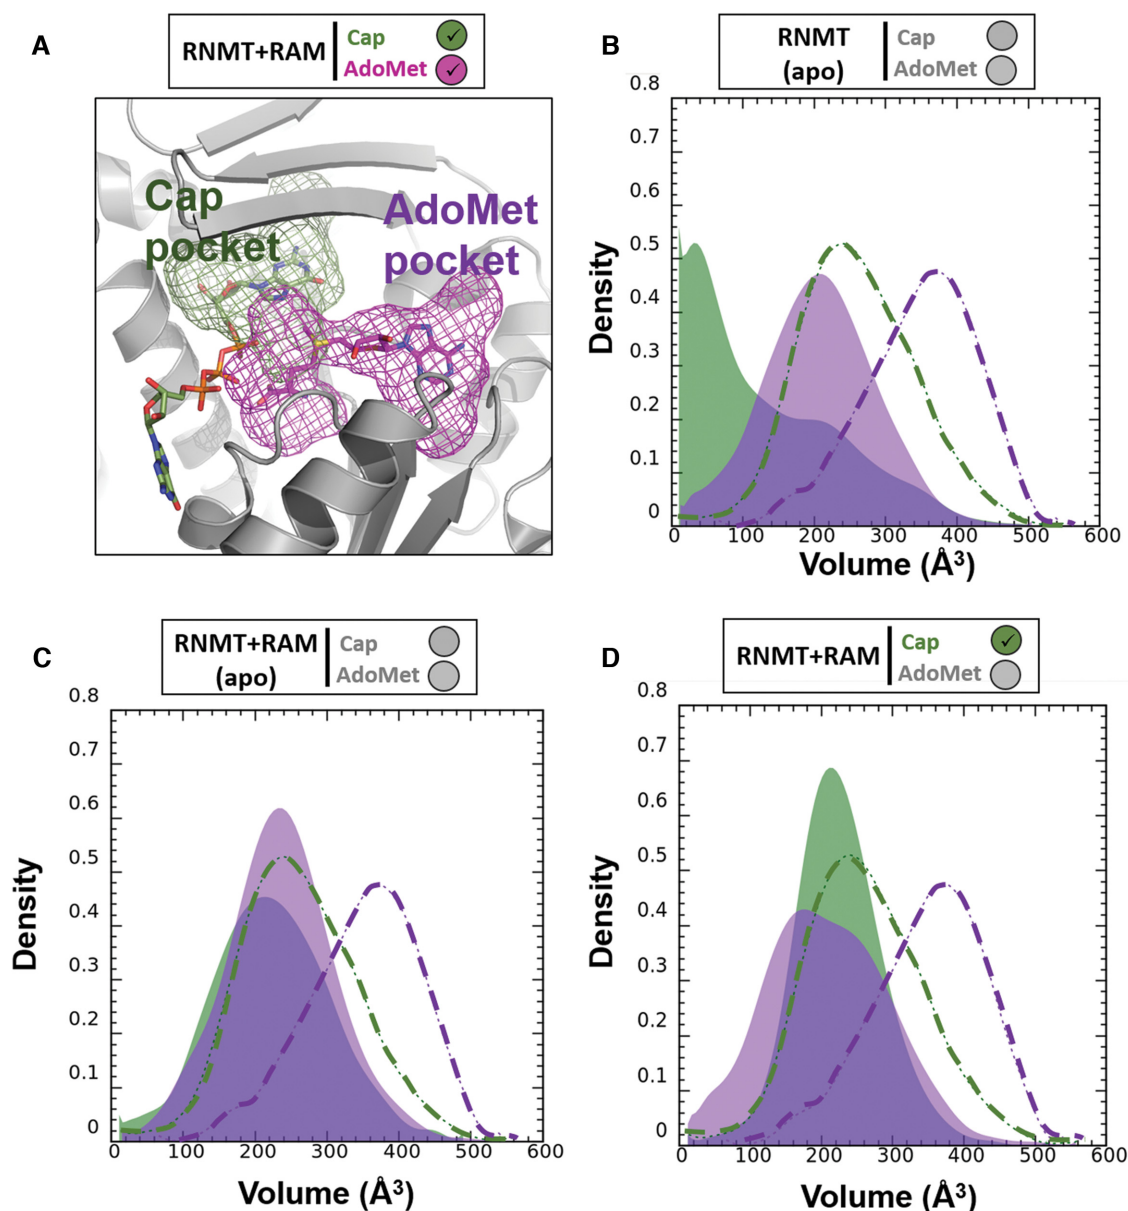 A
RNMT+RAM
Cap
✓
AdoMet
✓
Cap
pocket
AdoMet
pocket
B
RNMT
(apo)
Cap
AdoMet
0.8
0.7
0.6
0.5
0.4
0.3
0.2
0.1
0
Density
100 200 300 400 500 600
Volume (Å³)
C
RNMT+RAM
(apo)
Cap
AdoMet
0.8
0.7
0.6
0.5
0.4
0.3
0.2
0.1
0
Density
0 100 200 300 400 500 600
Volume (Å³)
D
RNMT+RAM
Cap
✓
AdoMet
0.8
0.7
0.6
0.5
0.4
0.3
0.2
0.1
0
Density
0 100 200 300 400 500 600
Volume (Å³)